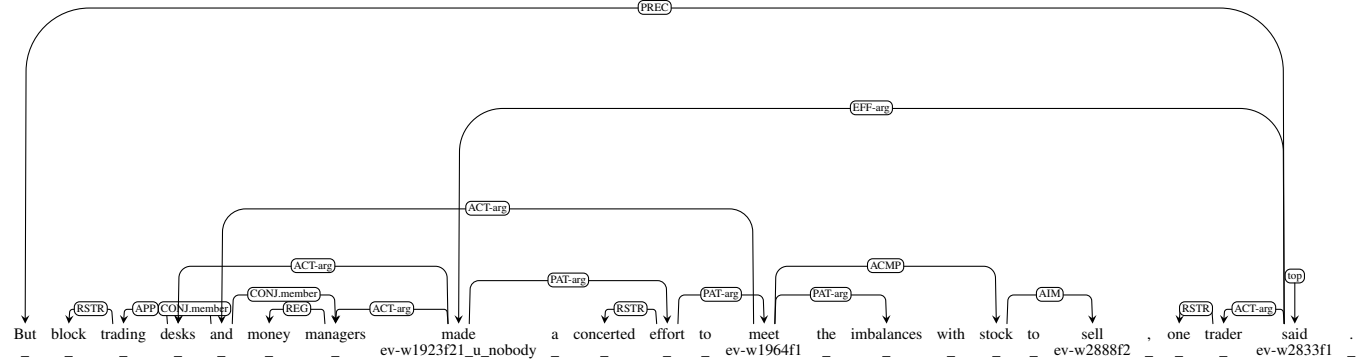 PREC
EFF-arg
ACT-arg
ACT-arg ACMP
PAT-arg top
CONJ.member PAT-arg PAT-arg AIM
RSTR APP CONJ.member REG ACT-arg RSTR RSTR ACT-arg
But block trading desks and money managers made a concerted effort to meet the imbalances with stock to sell , one trader said .
_ _ _ _ _ _ _ ev-w1923f21_u_nobody _ _ _ _ ev-w1964f1 _ _ _ _ _ ev-w2888f2 _ _ _ ev-w2833f1 _